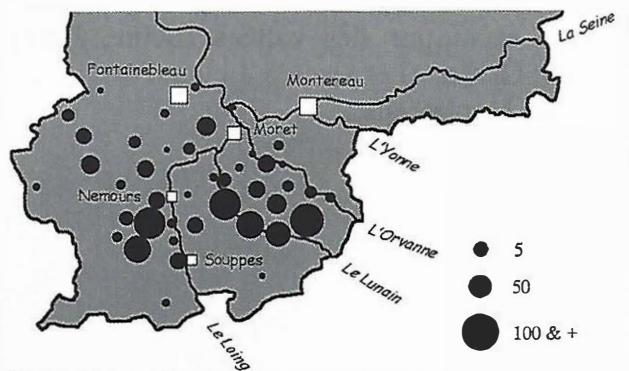 La Seine
Fontainebleau
Montereau
Moret
L'Yonne
Nemours
L'Orvanne
Souppes
Le Lunain
Le Loing
5
50
100 & +